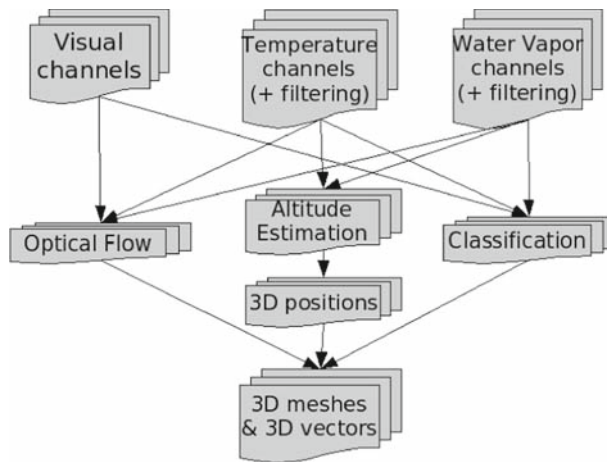 Visual
channels
Temperature
channels
(+ filtering)
Water Vapor
channels
(+ filtering)
Optical Flow
Altitude
Estimation
Classification
3D positions
3D meshes
& 3D vectors